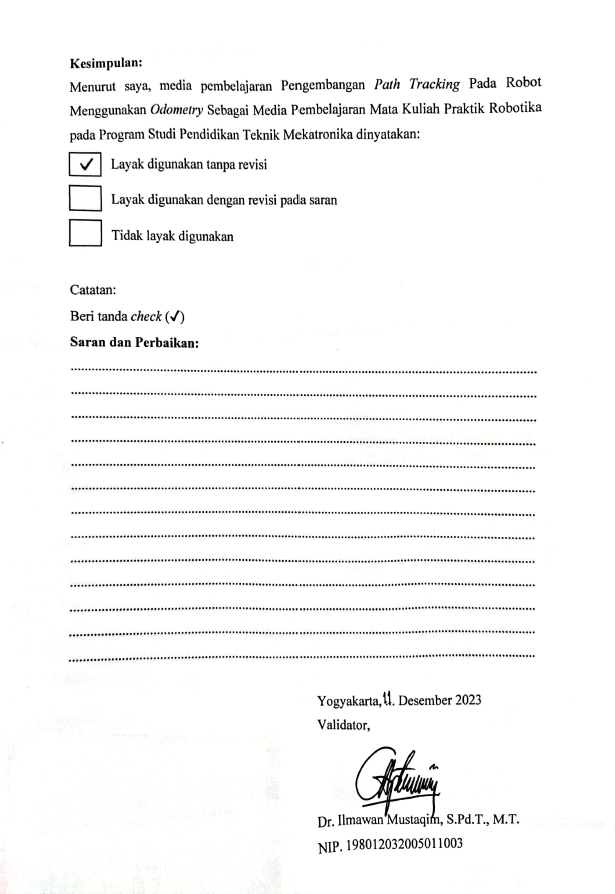 Kesimpulan:
Menurut saya, media pembelajaran Pengembangan Path Tracking Pada Robot
Menggunakan Odometry Sebagai Media Pembelajaran Mata Kuliah Praktik Robotika
pada Program Studi Pendidikan Teknik Mekatronika dinyatakan:
✓ Layak digunakan tanpa revisi
Layak digunakan dengan revisi pada saran
Tidak layak digunakan
Catatan:
Beri tanda check (✓)
Saran dan Perbaikan:
Yogyakarta, 11. Desember 2023
Validator,
Dr. Ilmawan Mustaqim, S.Pd.T., M.T.
NIP. 198012032005011003